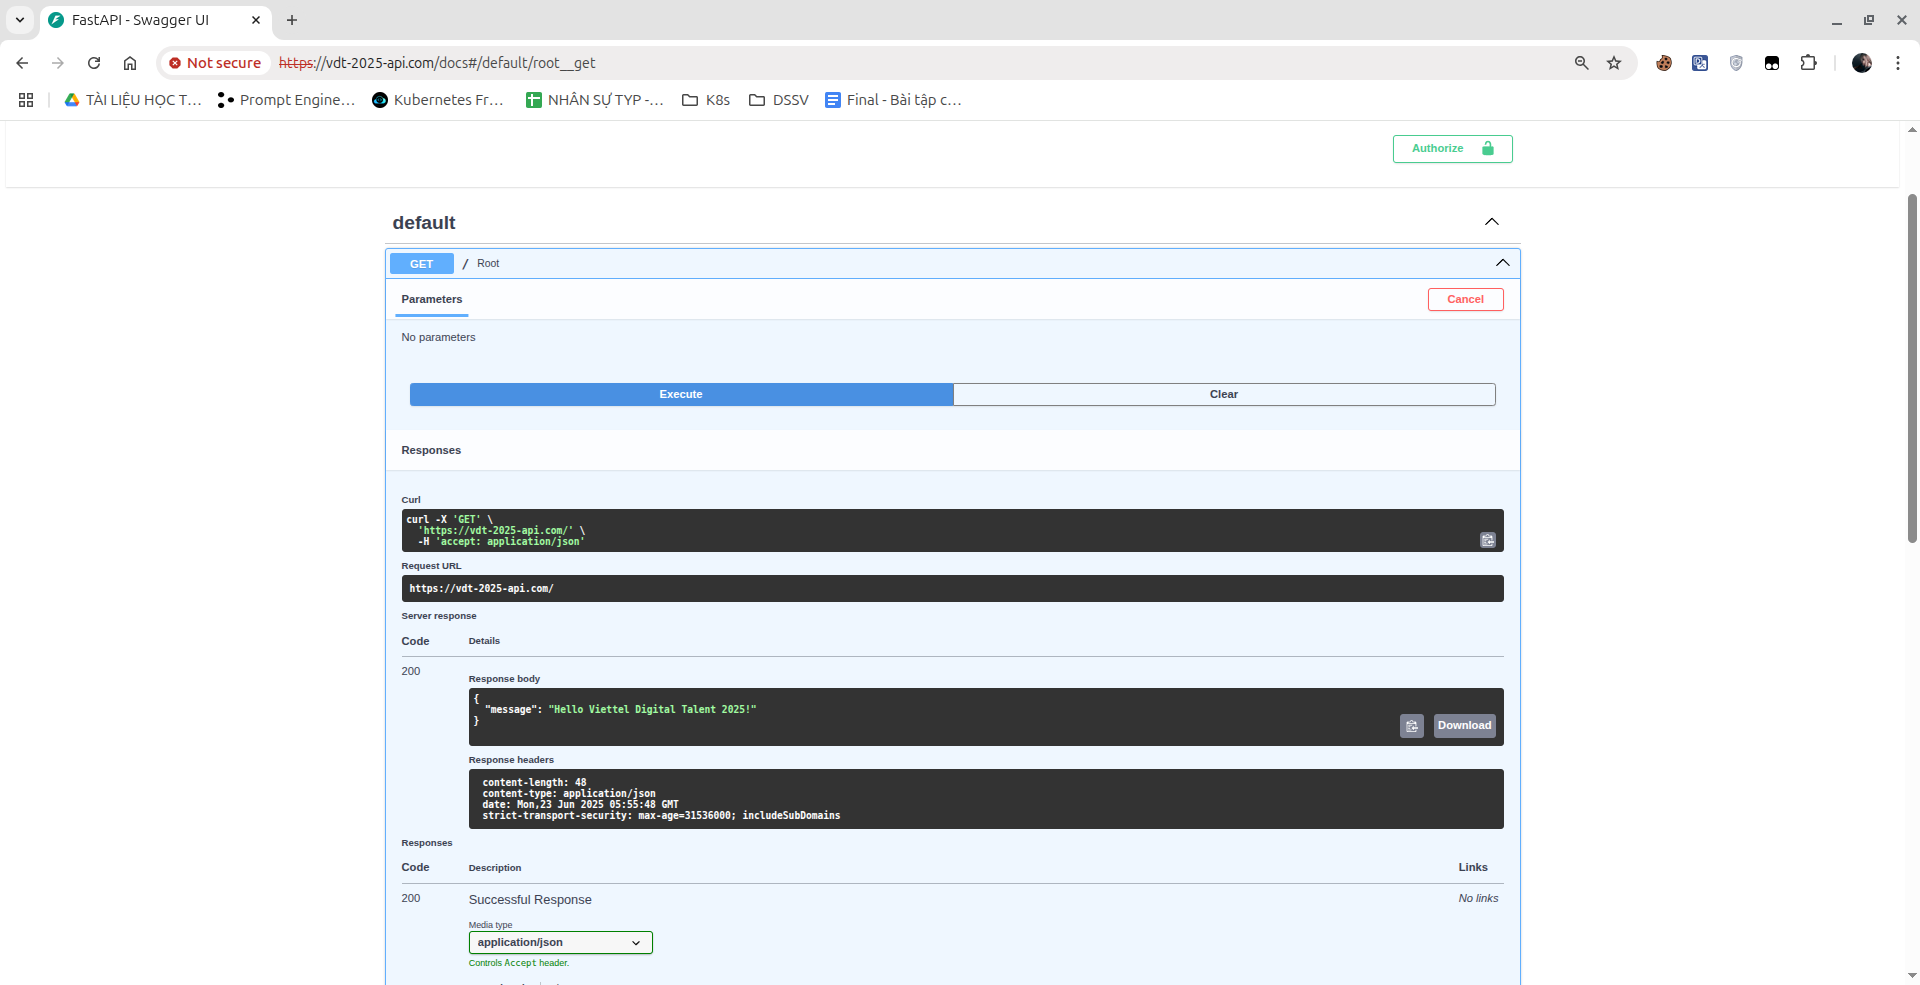 FastAPI - Swagger UI
Not secure https://vdt-2025-api.com/docs#/default/root__get
TÀI LIỆU HỌC T... Prompt Engine... Kubernetes Fr... NHÂN SỰ TYP -... K8s DSSV Final - Bài tập c...
Authorize
default
GET / Root
Parameters Cancel
No parameters
Execute Clear
Responses
Curl
curl -X 'GET' \
'https://vdt-2025-api.com/' \
-H 'accept: application/json'
Request URL
https://vdt-2025-api.com/
Server response
Code Details
200
Response body
{
"message": "Hello Viettel Digital Talent 2025!"
}
Download
Response headers
content-length: 48
content-type: application/json
date: Mon,23 Jun 2025 05:55:48 GMT
strict-transport-security: max-age=31536000; includeSubDomains
Responses
Code Description Links
200 Successful Response No links
Media type
application/json
Controls Accept header.